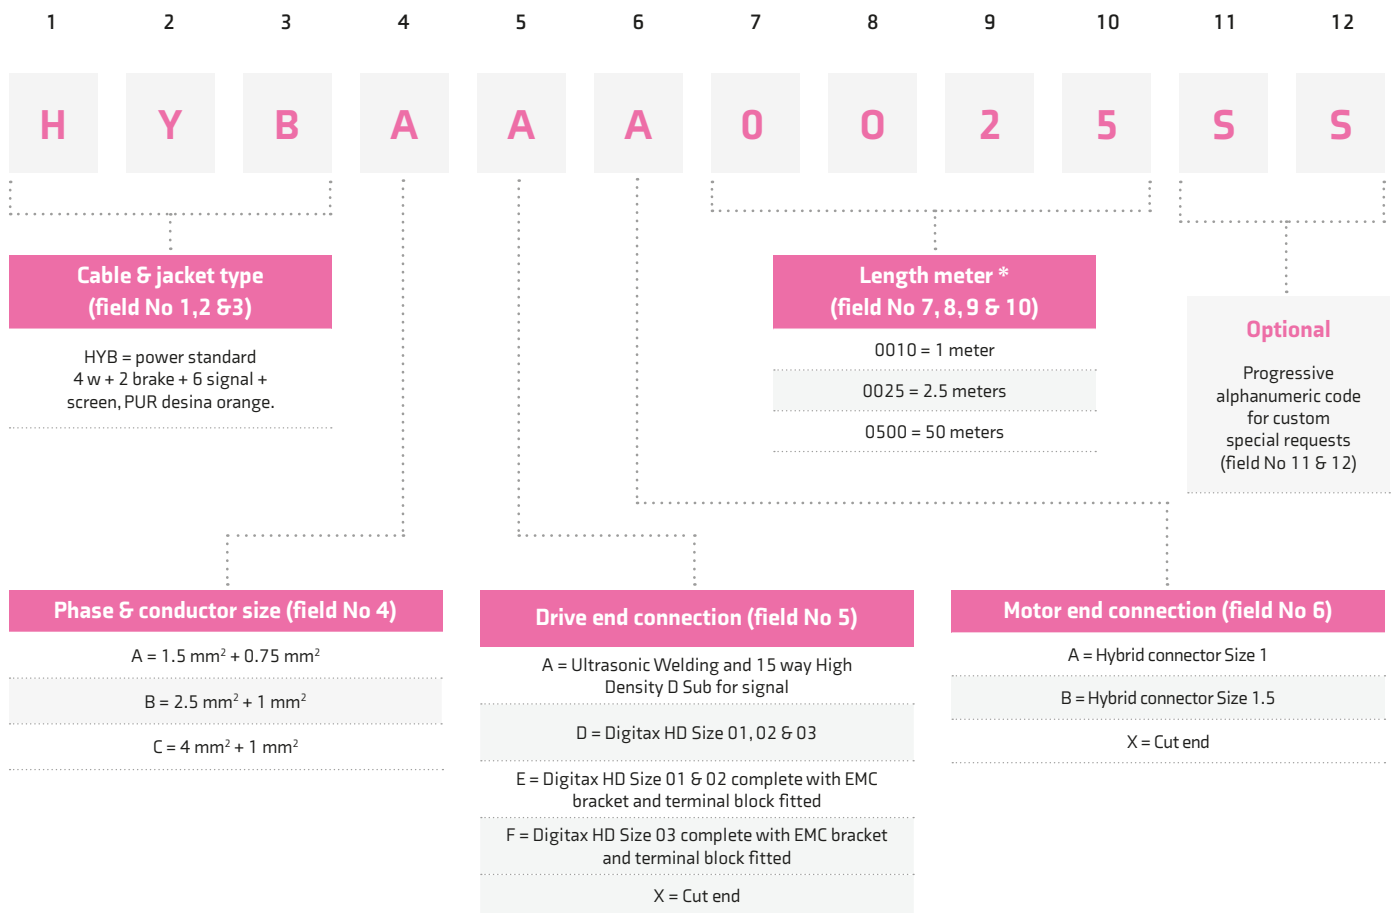 1 2 3 4 5 6 7 8 9 10 11 12
H Y B A A A 0 0 2 5 S S
Cable & jacket type
(field No 1,2 &3)
HYB = power standard
4 w + 2 brake + 6 signal +
screen, PUR desina orange.
Length meter *
(field No 7, 8, 9 & 10)
0010 = 1 meter
0025 = 2.5 meters
0500 = 50 meters
Optional
Progressive
alphanumeric code
for custom
special requests
(field No 11 & 12)
Phase & conductor size (field No 4)
A = 1.5 mm² + 0.75 mm²
B = 2.5 mm² + 1 mm²
C = 4 mm² + 1 mm²
Drive end connection (field No 5)
A = Ultrasonic Welding and 15 way High
Density D Sub for signal
D = Digitax HD Size 01, 02 & 03
E = Digitax HD Size 01 & 02 complete with EMC
bracket and terminal block fitted
F = Digitax HD Size 03 complete with EMC bracket
and terminal block fitted
X = Cut end
Motor end connection (field No 6)
A = Hybrid connector Size 1
B = Hybrid connector Size 1.5
X = Cut end